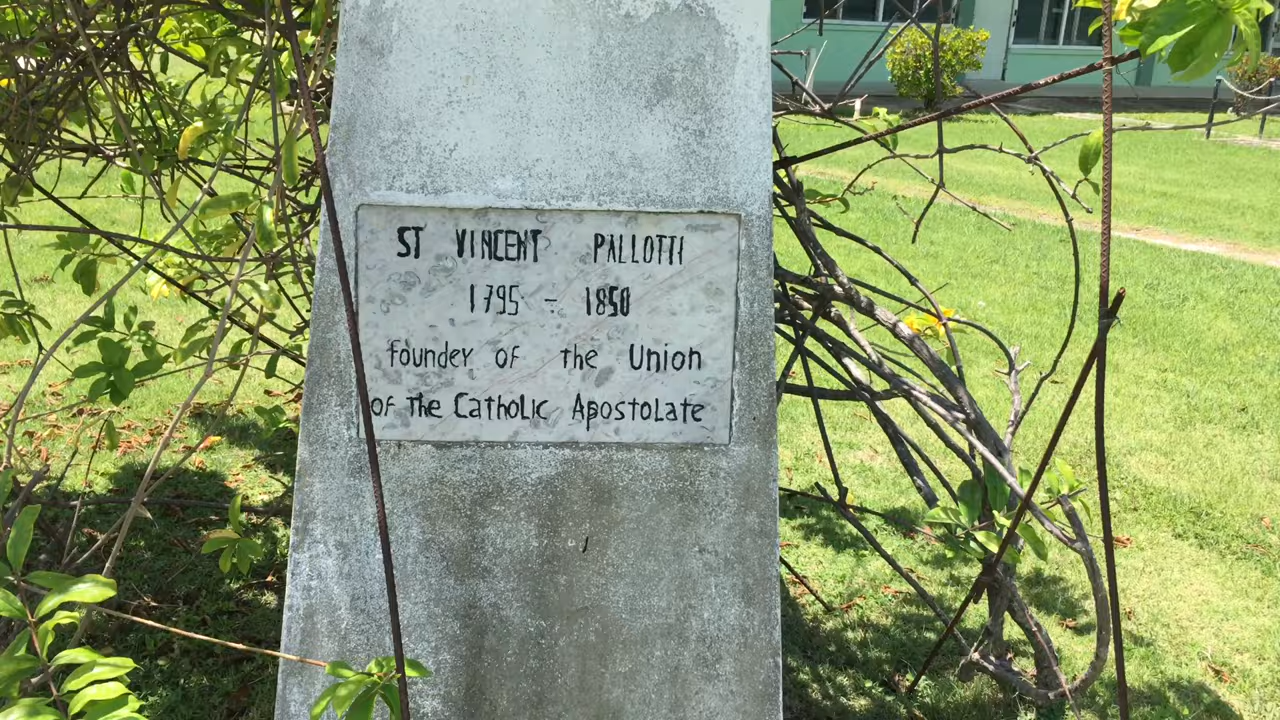 ST VINCENT PALLOTTI
1795 - 1850
founder of the Union
of The Catholic Apostolate